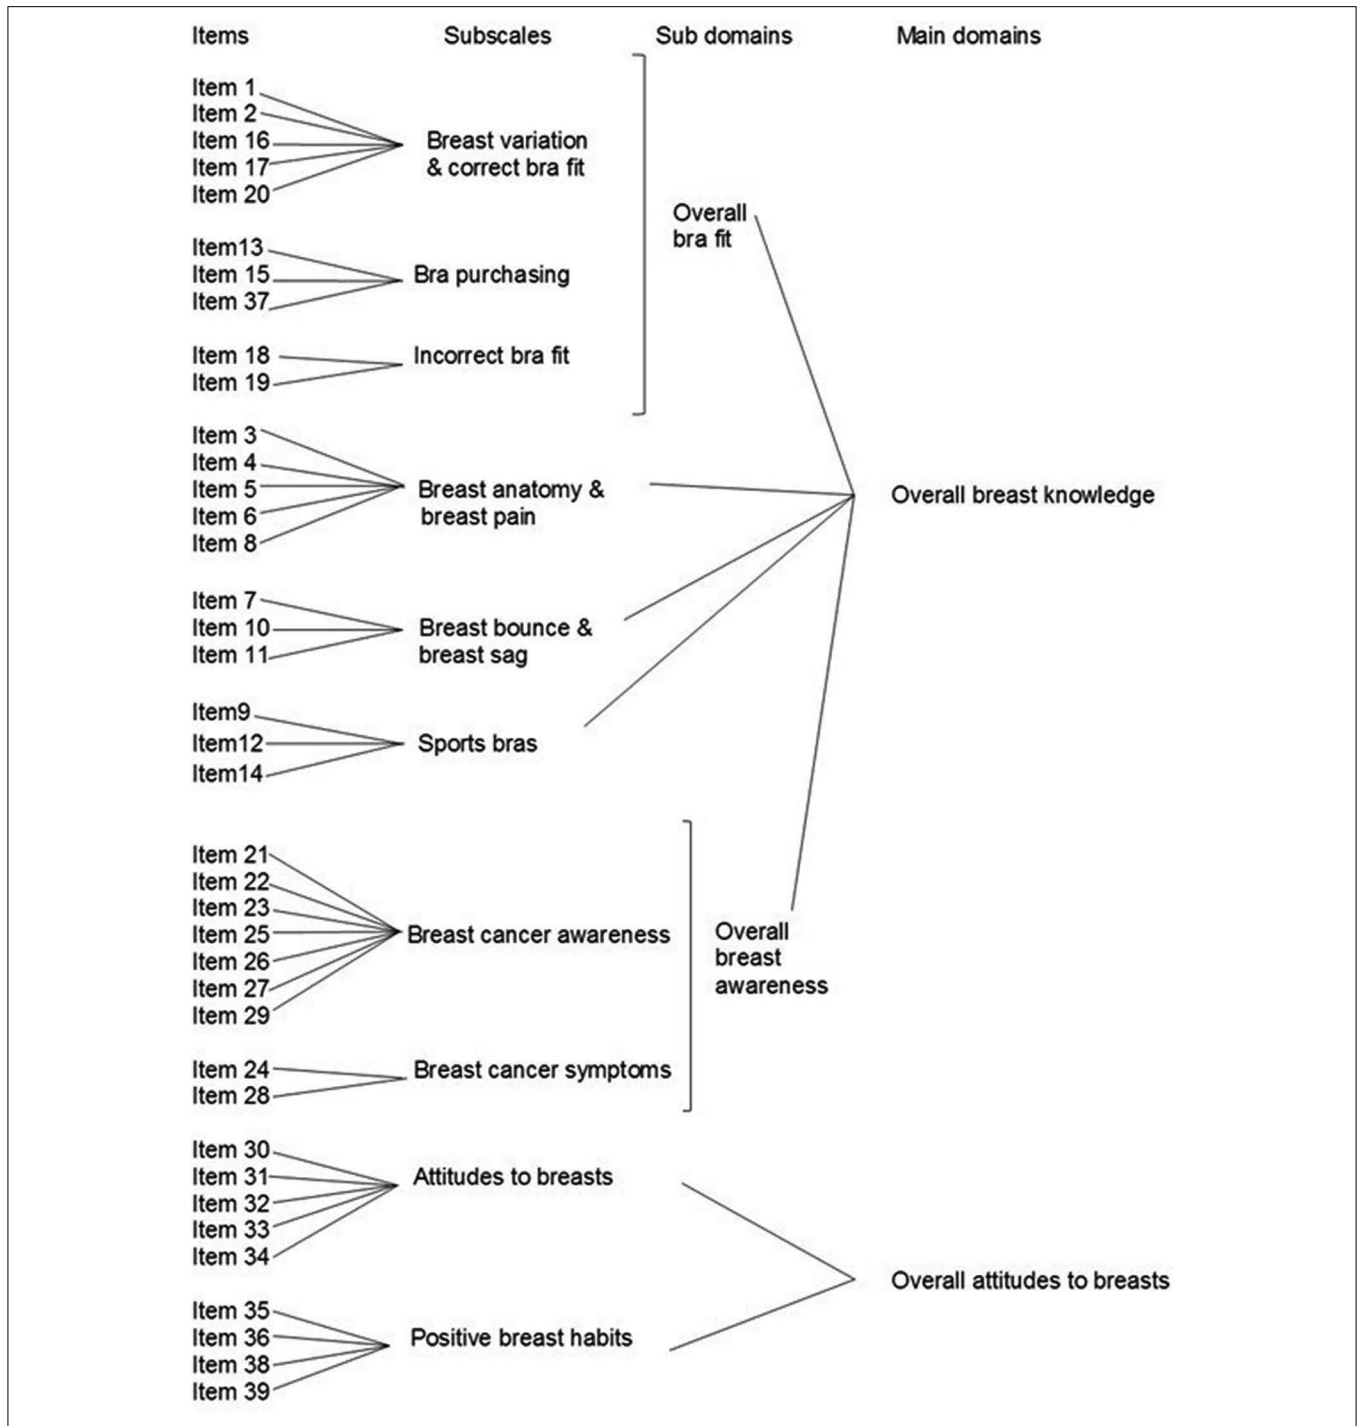 Items Subscales Sub domains Main domains
Item 1
Item 2
Item 16
Item 17
Item 20
Breast variation
& correct bra fit
Overall
bra fit
Item13
Item 15
Item 37
Bra purchasing
Item 18
Item 19
Incorrect bra fit
Item 3
Item 4
Item 5
Item 6
Item 8
Breast anatomy &
breast pain
Overall breast knowledge
Item 7
Item 10
Item 11
Breast bounce &
breast sag
Item9
Item12
Item14
Sports bras
Item 21
Item 22
Item 23
Item 25
Item 26
Item 27
Item 29
Breast cancer awareness
Overall
breast
awareness
Item 24
Item 28
Breast cancer symptoms
Item 30
Item 31
Item 32
Item 33
Item 34
Attitudes to breasts
Overall attitudes to breasts
Item 35
Item 36
Item 38
Item 39
Positive breast habits